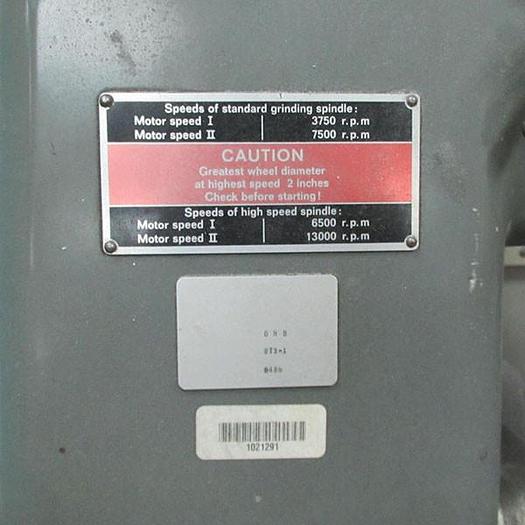 Speeds of standard grinding spindle:
Motor speed I 3750 r.p.m
Motor speed II 7500 r.p.m
CAUTION
Greatest wheel diameter
at highest speed 2 inches
Check before starting!
Speeds of high speed spindle:
Motor speed I 6500 r.p.m
Motor speed II 13000 r.p.m
1021291